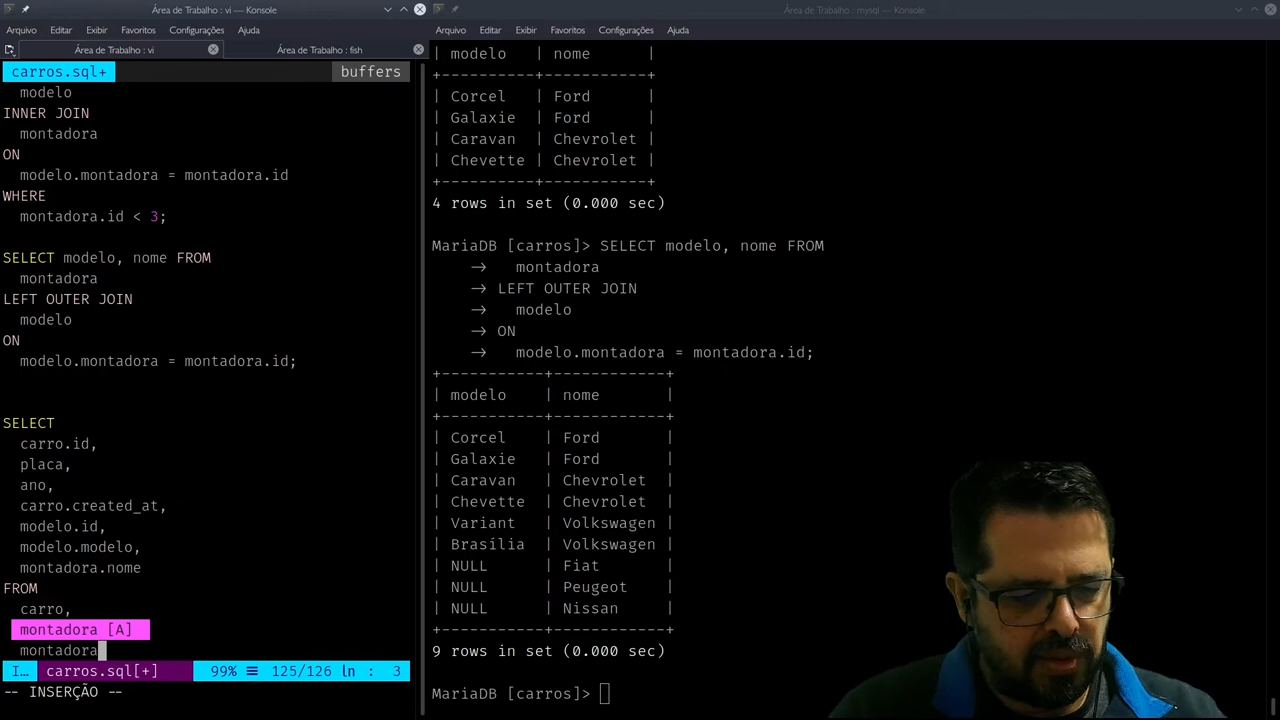 Área de Trabalho : vi — Konsole
Arquivo Editar Exibir Favoritos Configurações Ajuda
Área de Trabalho : vi
Área de Trabalho : fish
carros.sql+ buffers
modelo
INNER JOIN
montadora
ON
modelo.montadora = montadora.id
WHERE
montadora.id < 3;
SELECT modelo, nome FROM
montadora
LEFT OUTER JOIN
modelo
ON
modelo.montadora = montadora.id;
SELECT
carro.id,
placa,
ano,
carro.created_at,
modelo.id,
modelo.modelo,
montadora.nome
FROM
carro,
montadora [A]
montadora
I… carros.sql[+] 99% ≡ 125/126 ln : 3
-- INSERÇÃO --
Área de Trabalho : mysql — Konsole
Arquivo Editar Exibir Favoritos Configurações Ajuda
| modelo | nome |
+----------+-----------+
| Corcel | Ford |
| Galaxie | Ford |
| Caravan | Chevrolet |
| Chevette | Chevrolet |
+----------+-----------+
4 rows in set (0.000 sec)
MariaDB [carros]> SELECT modelo, nome FROM
→ montadora
→ LEFT OUTER JOIN
→ modelo
→ ON
→ modelo.montadora = montadora.id;
+-----------+------------+
| modelo | nome |
+-----------+------------+
| Corcel | Ford |
| Galaxie | Ford |
| Caravan | Chevrolet |
| Chevette | Chevrolet |
| Variant | Volkswagen |
| Brasília | Volkswagen |
| NULL | Fiat |
| NULL | Peugeot |
| NULL | Nissan |
+-----------+------------+
9 rows in set (0.000 sec)
MariaDB [carros]>